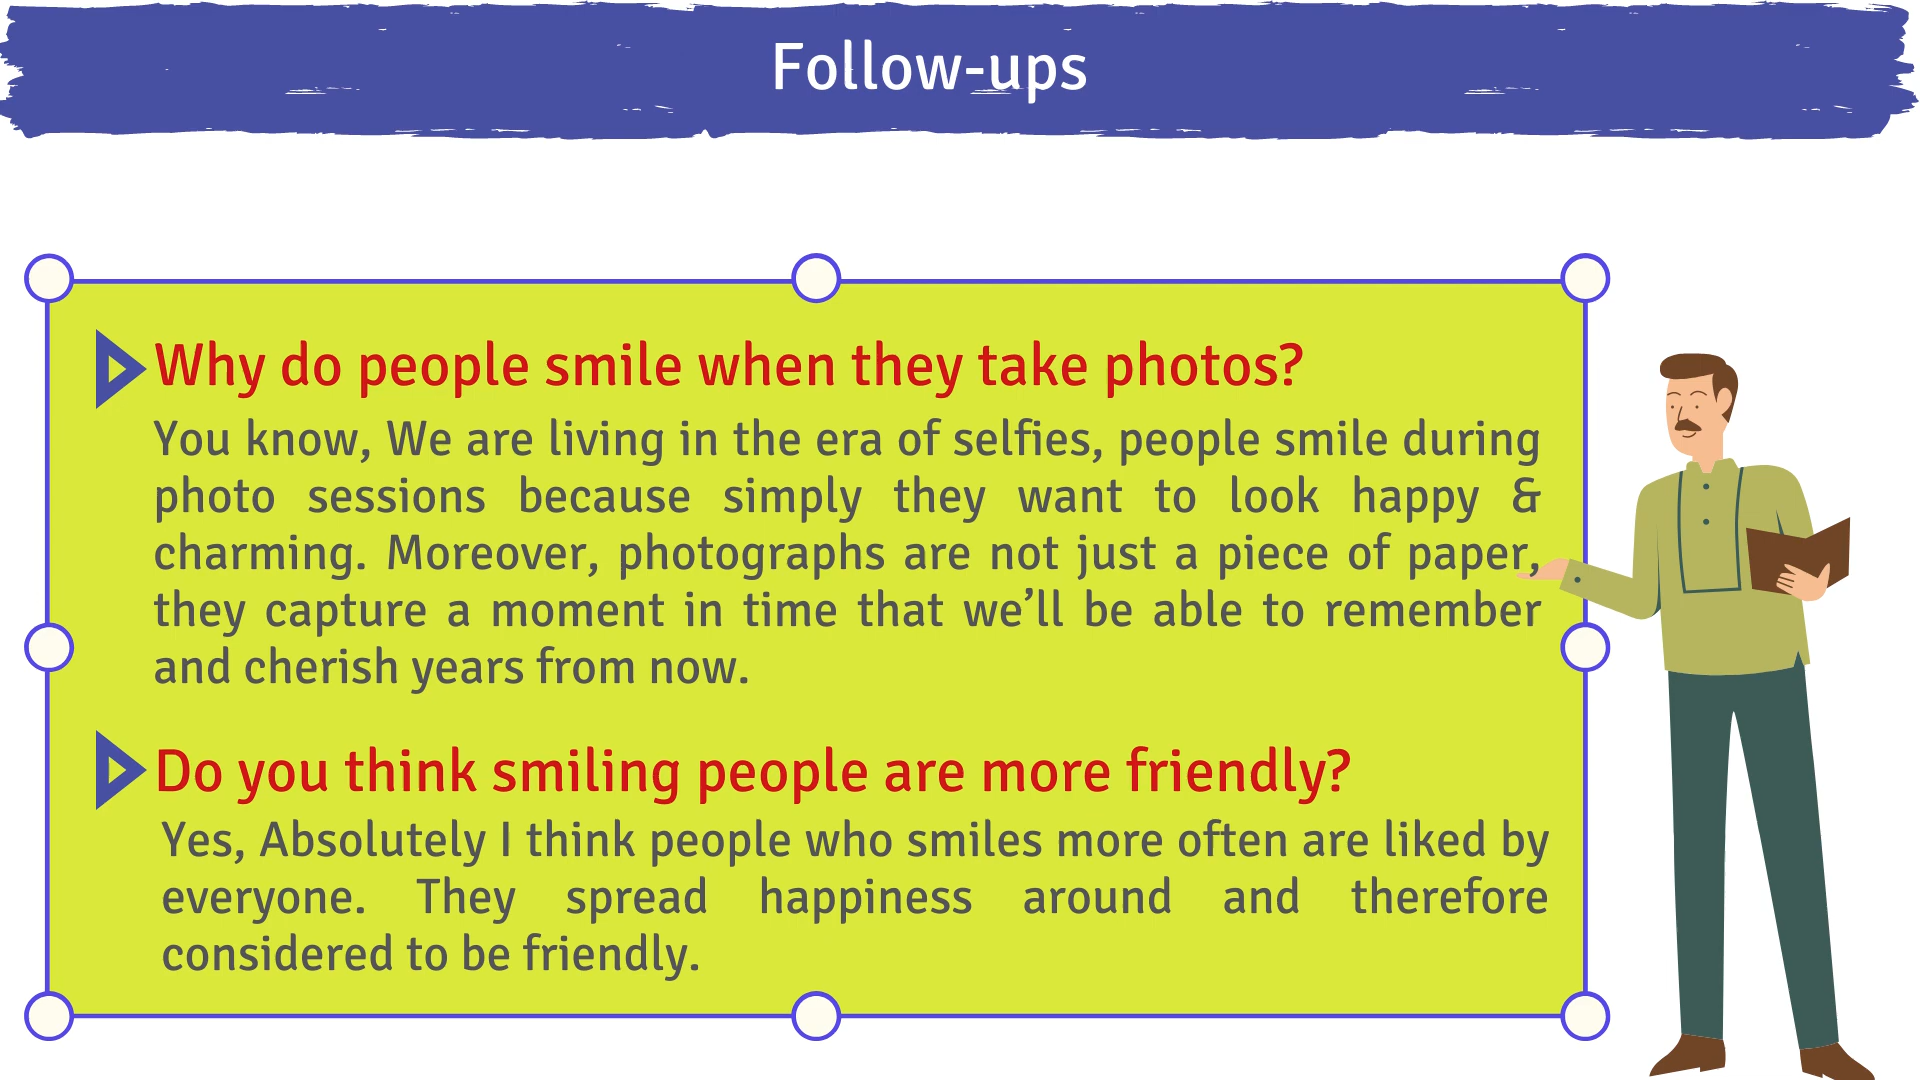 Follow-ups
Why do people smile when they take photos?
You know, We are living in the era of selfies, people smile during
photo sessions because simply they want to look happy &
charming. Moreover, photographs are not just a piece of paper,
they capture a moment in time that we’ll be able to remember
and cherish years from now.
Do you think smiling people are more friendly?
Yes, Absolutely I think people who smiles more often are liked by
everyone. They spread happiness around and therefore
considered to be friendly.